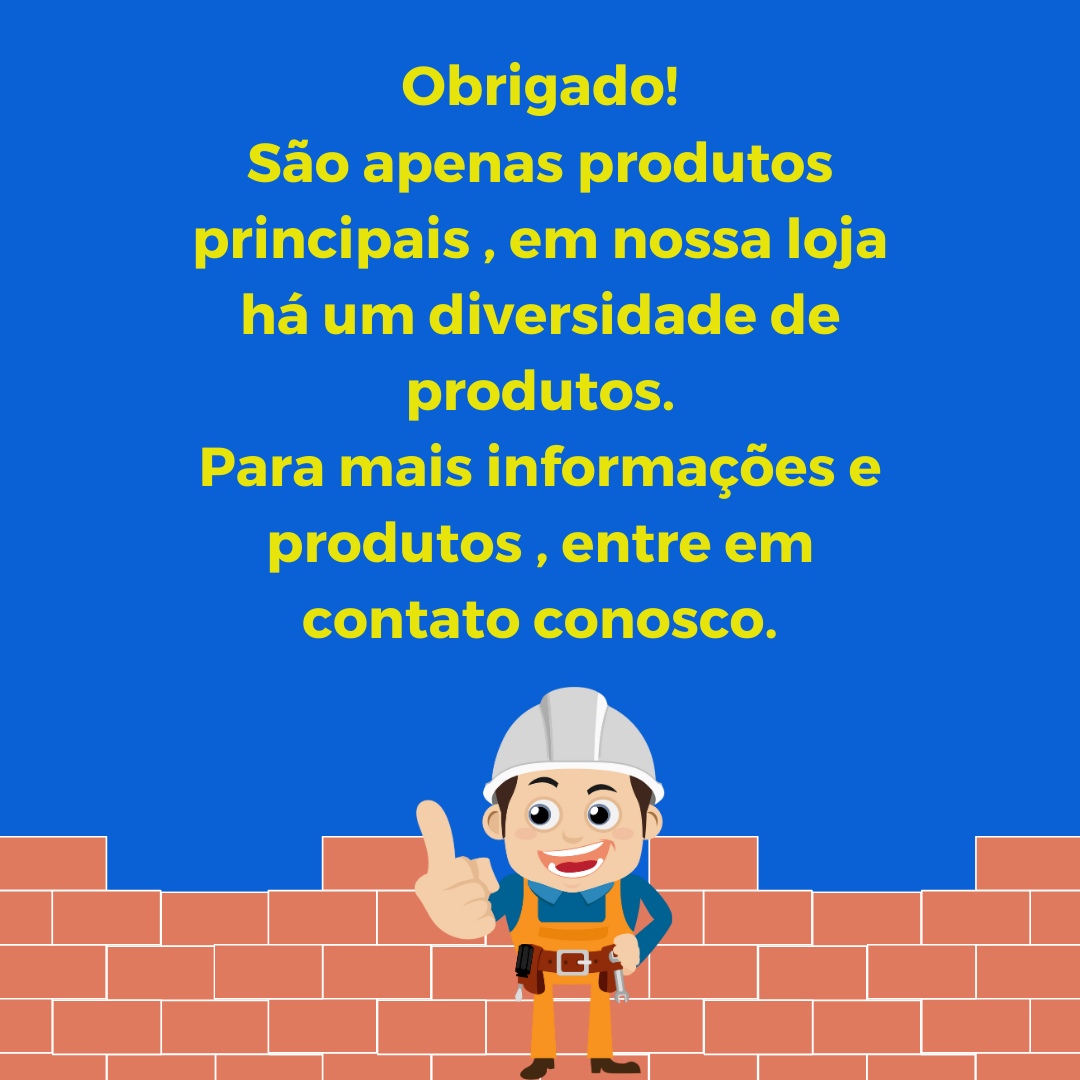 Obrigado!
São apenas produtos
principais , em nossa loja
há um diversidade de
produtos.
Para mais informações e
produtos , entre em
contato conosco.